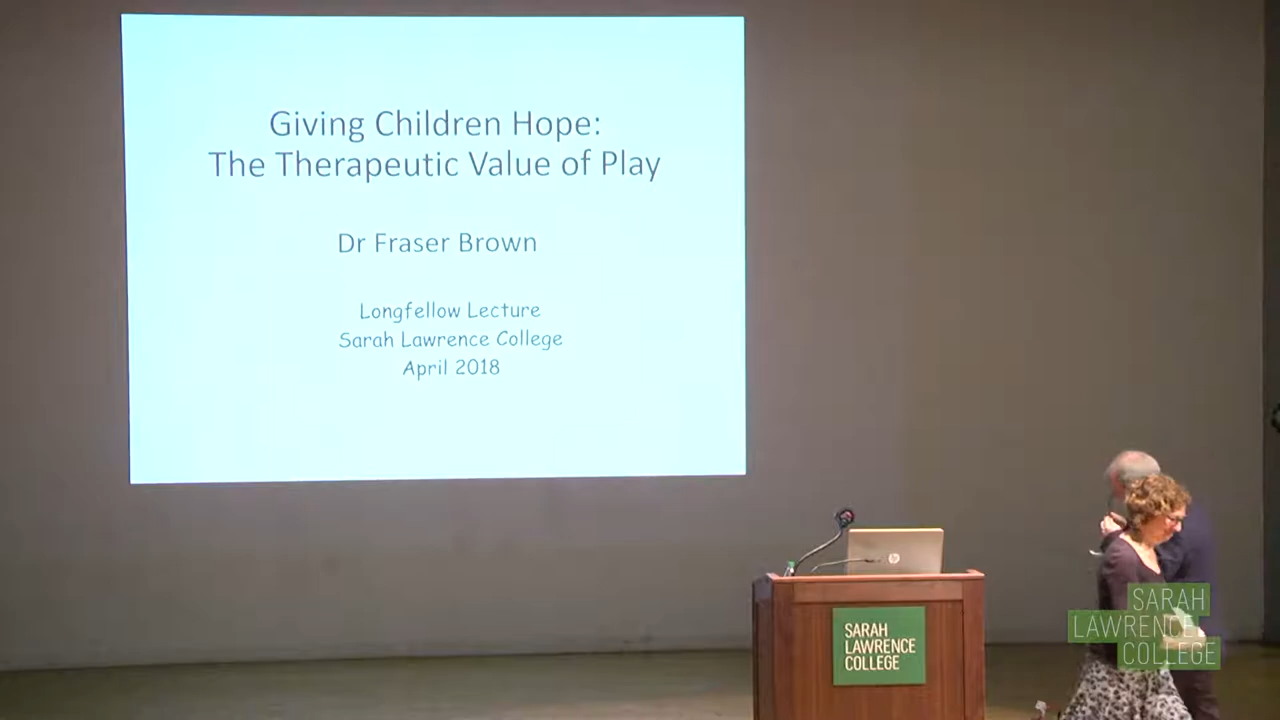 Giving Children Hope:
The Therapeutic Value of Play
Dr Fraser Brown
Longfellow Lecture
Sarah Lawrence College
April 2018
hp
SARAH
LAWRENCE
COLLEGE
SARAH
LAWRENCE
COLLEGE